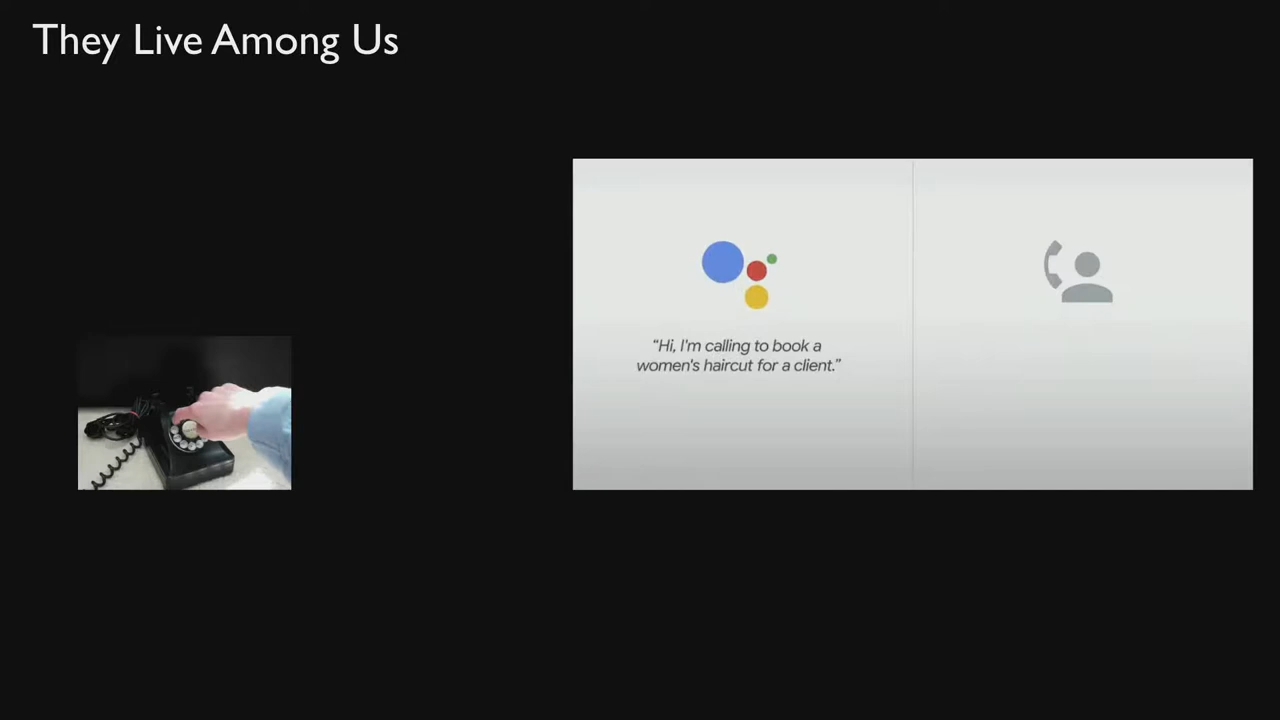 They Live Among Us
“Hi, I'm calling to book a
women's haircut for a client.”